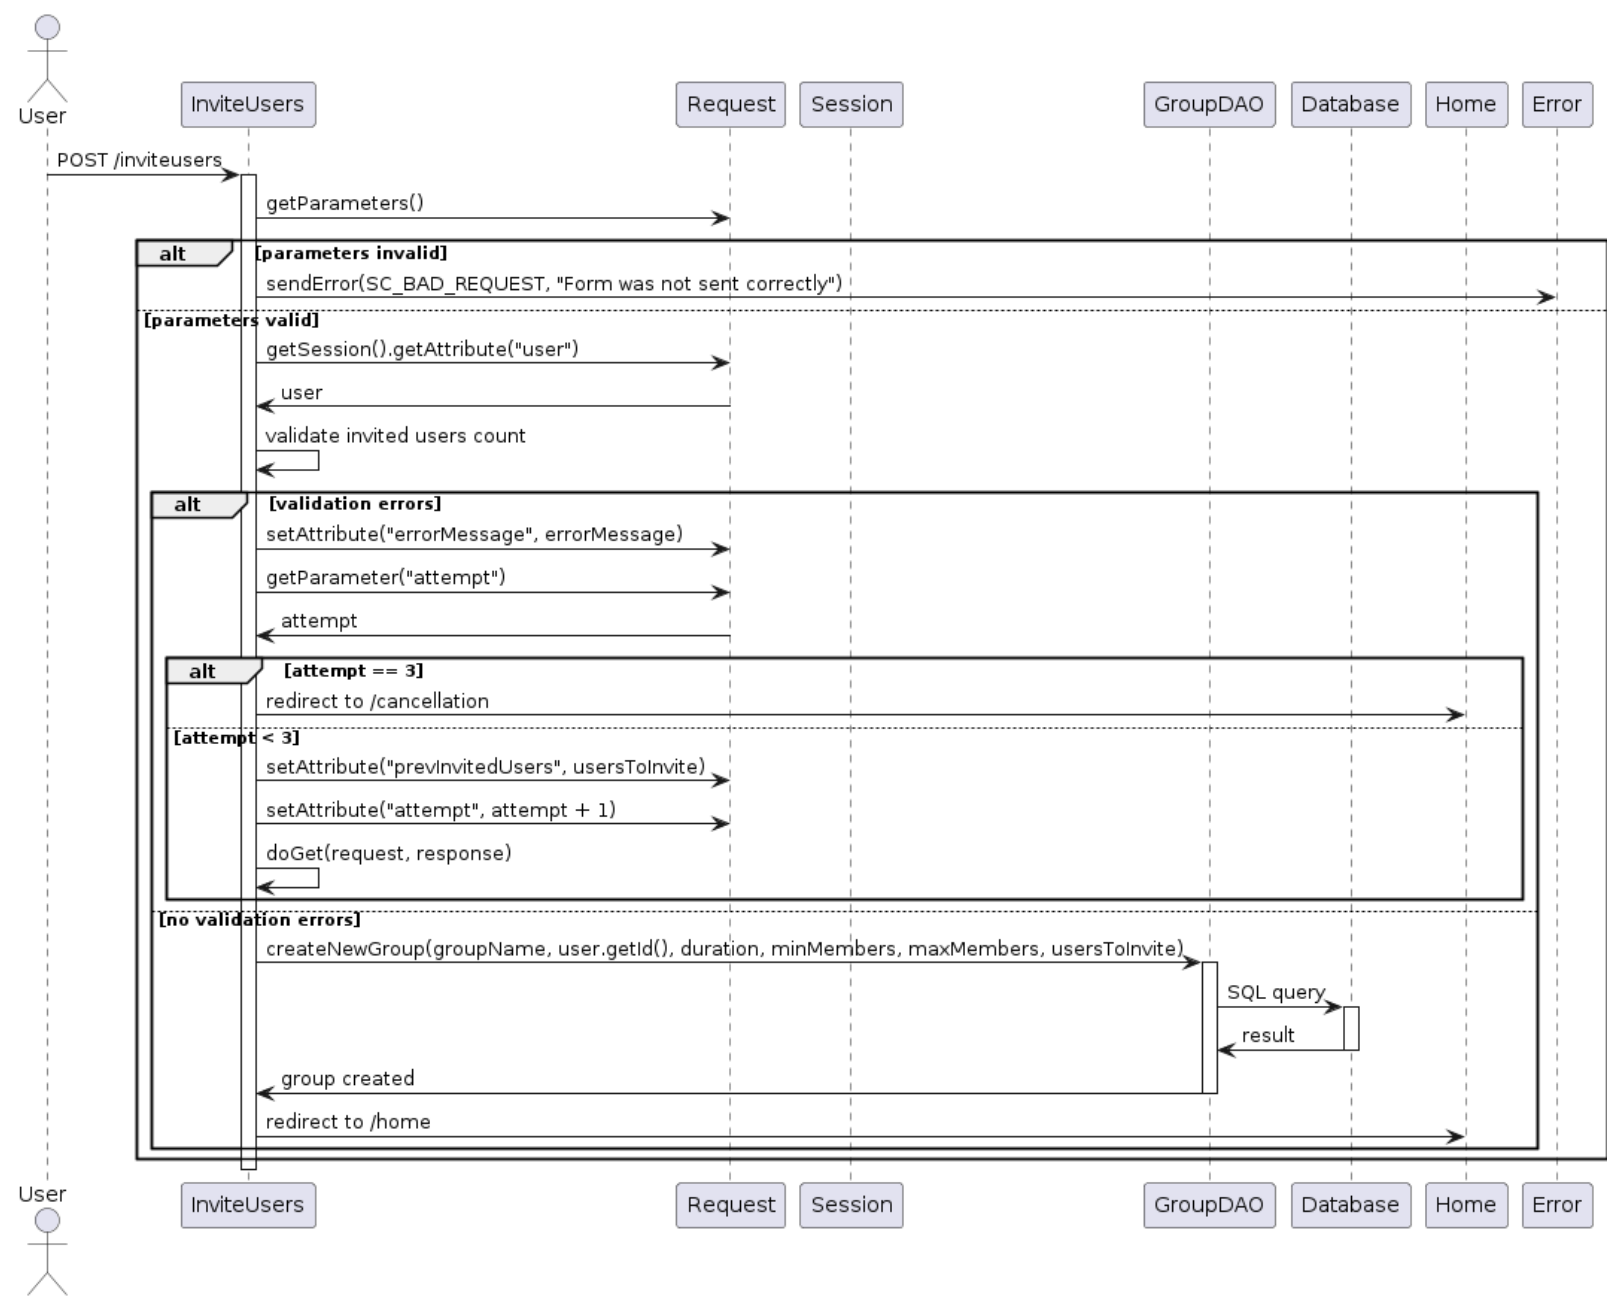 User
InviteUsers
Request
Session
GroupDAO
Database
Home
Error
POST /inviteusers
getParameters()
alt
[parameters invalid]
sendError(SC_BAD_REQUEST, "Form was not sent correctly")
[parameters valid]
getSession().getAttribute("user")
user
validate invited users count
alt
[validation errors]
setAttribute("errorMessage", errorMessage)
getParameter("attempt")
attempt
alt
[attempt == 3]
redirect to /cancellation
[attempt < 3]
setAttribute("prevInvitedUsers", usersToInvite)
setAttribute("attempt", attempt + 1)
doGet(request, response)
[no validation errors]
createNewGroup(groupName, user.getId(), duration, minMembers, maxMembers, usersToInvite)
SQL query
result
group created
redirect to /home
User
InviteUsers
Request
Session
GroupDAO
Database
Home
Error